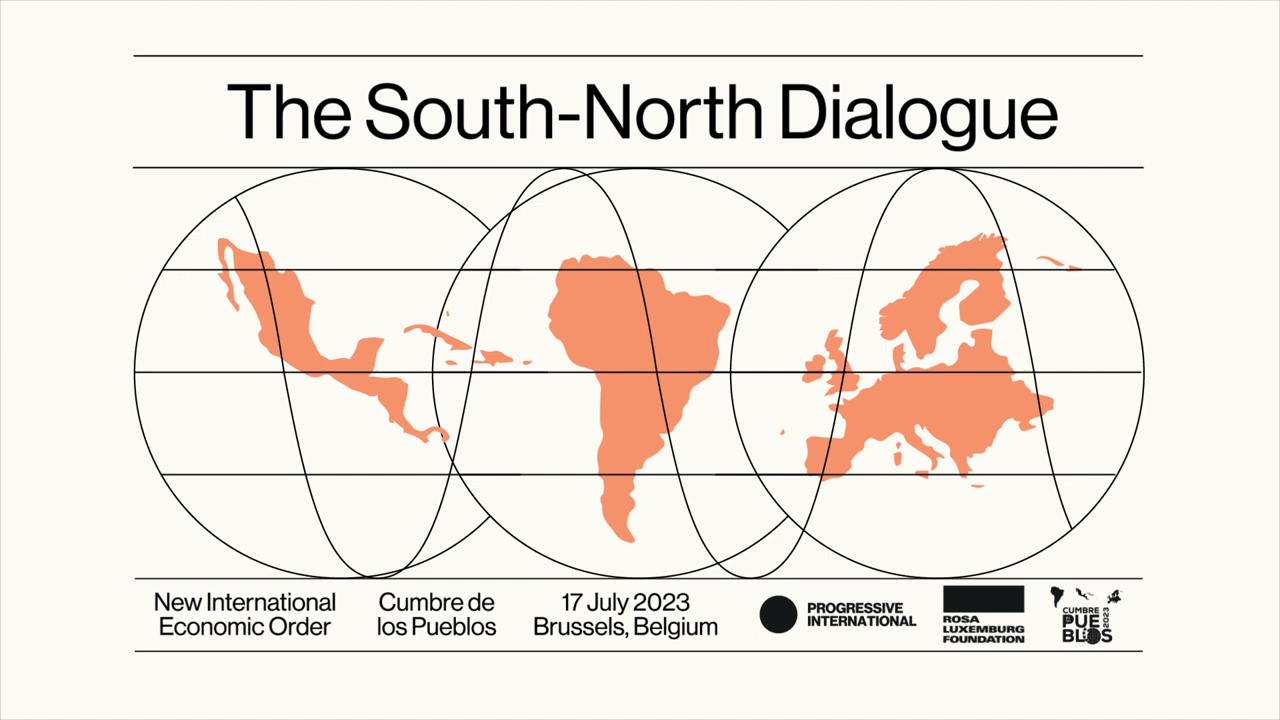 The South-North Dialogue
New International
Economic Order
Cumbre de
los Pueblos
17 July 2023
Brussels, Belgium
PROGRESSIVE
INTERNATIONAL
ROSA
LUXEMBURG
FOUNDATION
CUMBRE
PUE
BLOS
2023